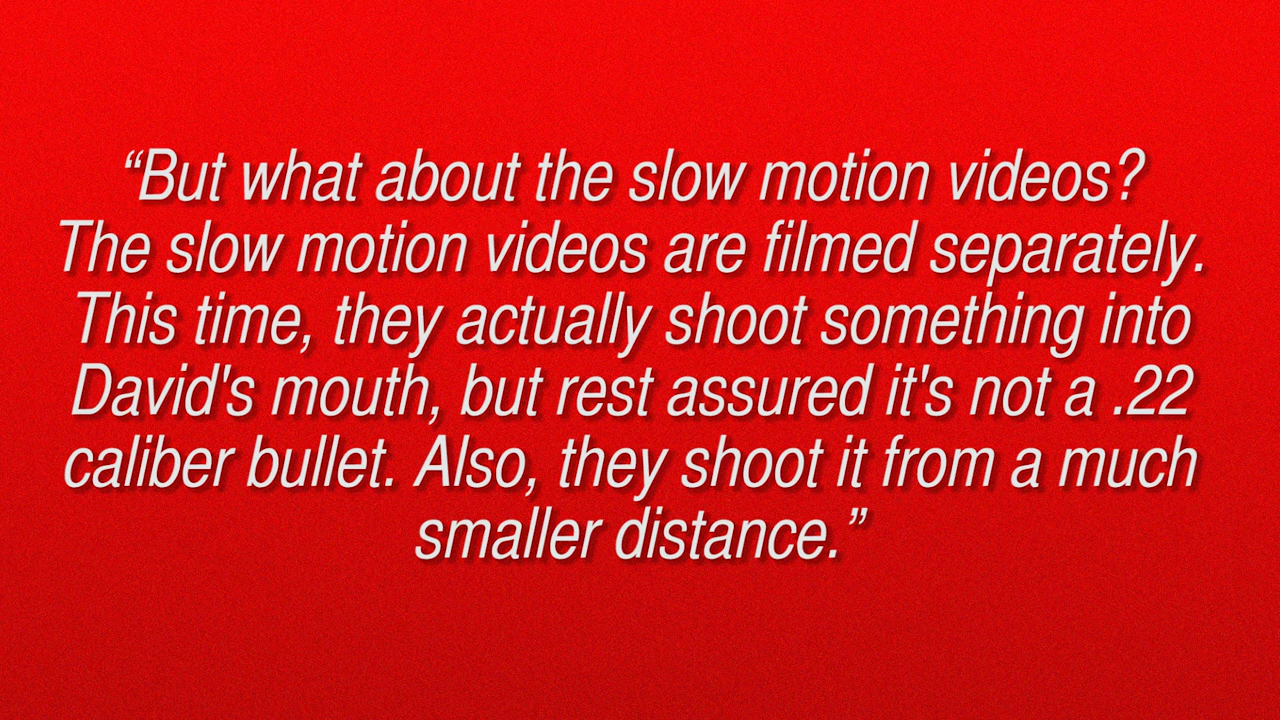 “But what about the slow motion videos?
The slow motion videos are filmed separately.
This time, they actually shoot something into
David's mouth, but rest assured it's not a .22
caliber bullet. Also, they shoot it from a much
smaller distance.”